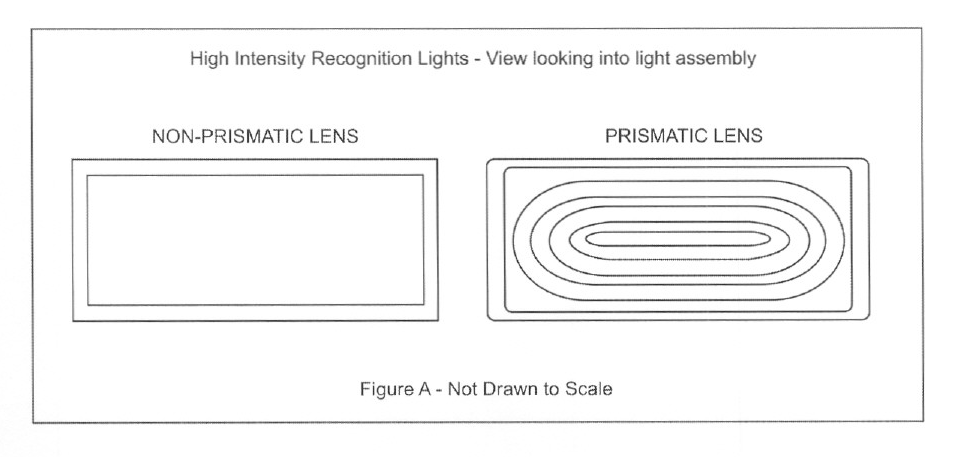 High Intensity Recognition Lights - View looking into light assembly
NON-PRISMATIC LENS
PRISMATIC LENS
Figure A - Not Drawn to Scale